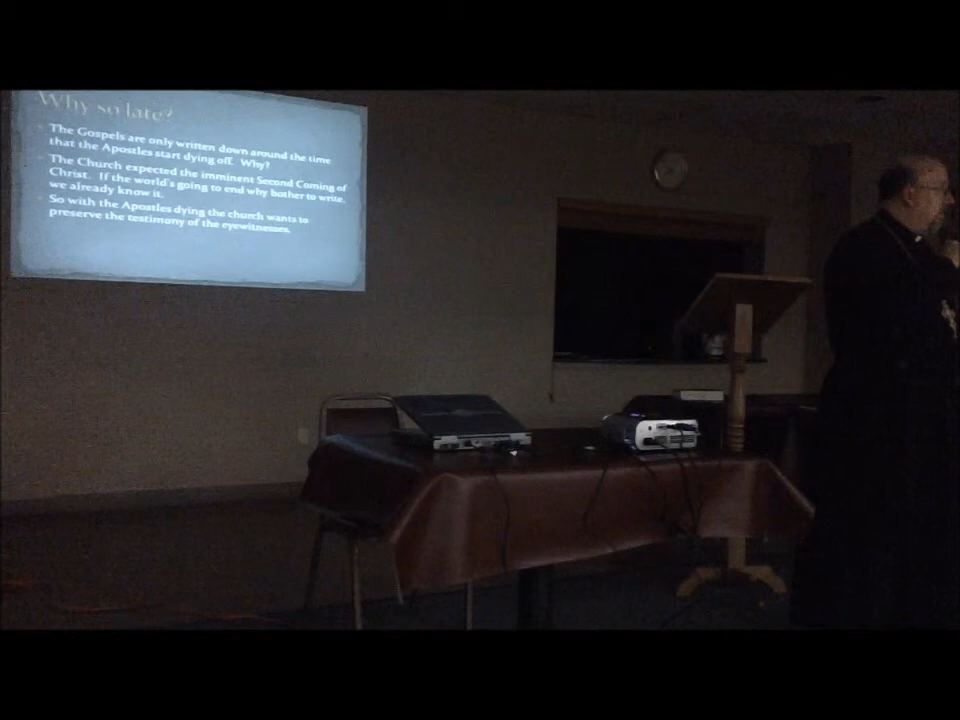 Why so late?
The Gospels are only written down around the time
that the Apostles start dying off. Why?
The Church expected the imminent Second Coming of
Christ. If the world's going to end why bother to write,
we already know it.
So with the Apostles dying the church wants to
preserve the testimony of the eyewitnesses.